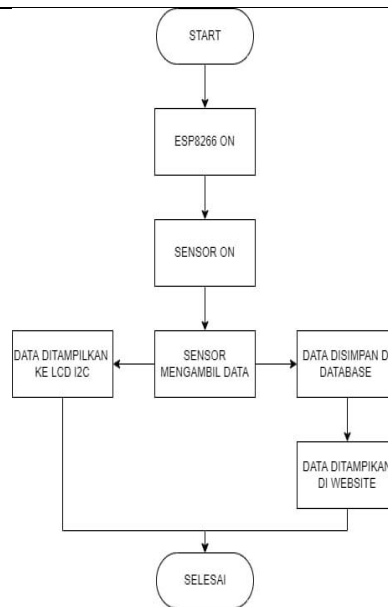 START
ESP8266 ON
SENSOR ON
DATA DITAMPILKAN
KE LCD I2C
SENSOR
MENGAMBIL DATA
DATA DISIMPAN DI
DATABASE
DATA DITAMPIKAN
DI WEBSITE
SELESAI